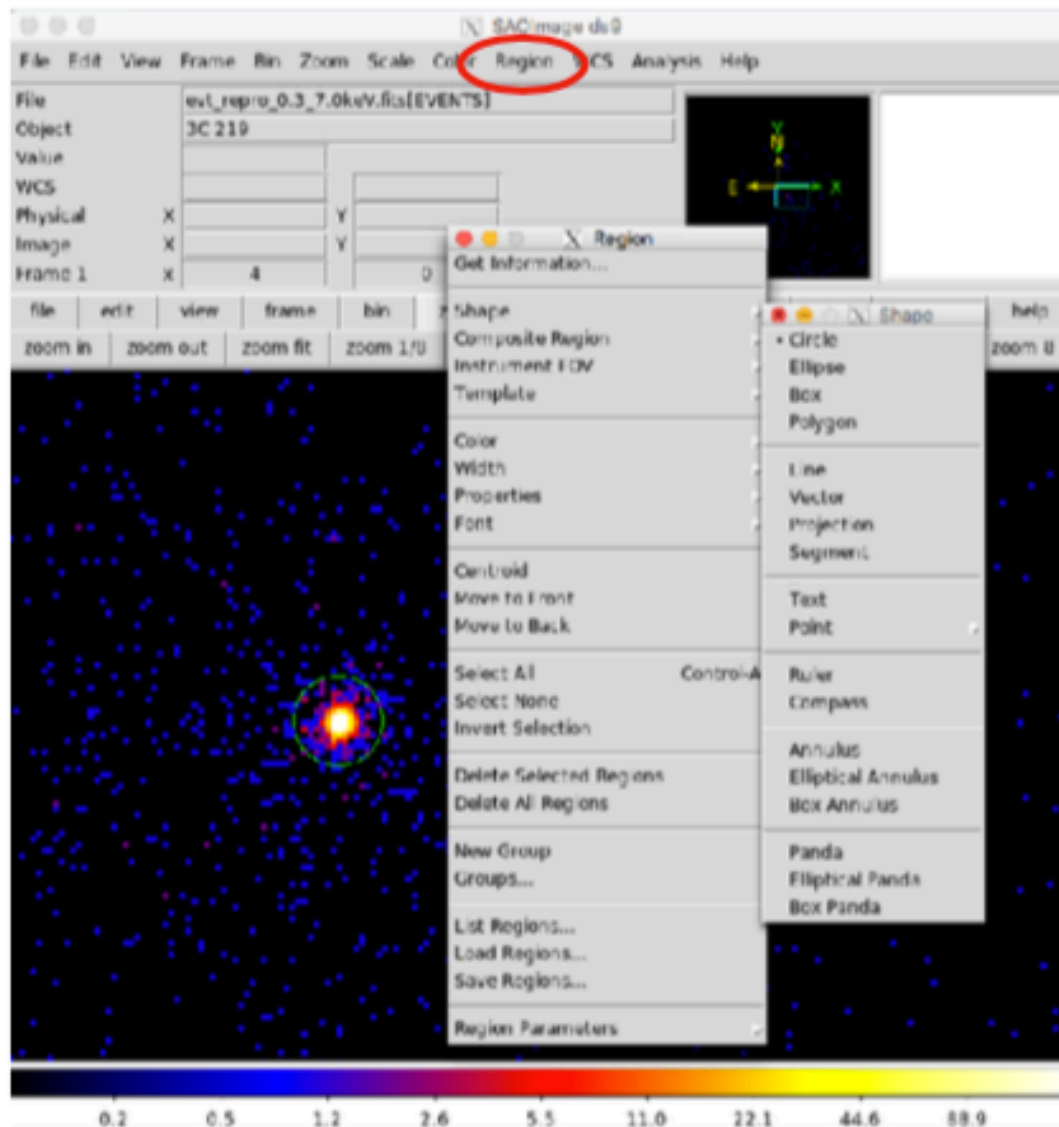 SAOImage ds9
File Edit View Frame Bin Zoom Scale Color Region WCS Analysis Help
File evt_repro_0.3_7.0keV.fits[EVENTS]
Object 3C 219
Value
WCS
Physical X Y
Image X Y
Frame 1 x 4 0
Y
N
E X
file edit view frame bin help
zoom in zoom out zoom fit zoom 1/8 zoom 8
Region
Get Information...
Shape
Composite Region
Instrument FOV
Template
Color
Width
Properties
Font
Centroid
Move to Front
Move to Back
Select All Control-A
Select None
Invert Selection
Delete Selected Regions
Delete All Regions
New Group
Groups...
List Regions...
Load Regions...
Save Regions...
Region Parameters
Shape
• Circle
Ellipse
Box
Polygon
Line
Vector
Projection
Segment
Text
Point
Ruler
Compass
Annulus
Elliptical Annulus
Box Annulus
Panda
Elliptical Panda
Box Panda
0.2 0.5 1.2 2.6 5.5 11.0 22.1 44.6 88.9